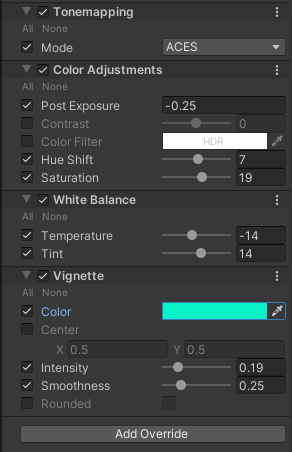 Tonemapping
All None
Mode ACES
Color Adjustments
All None
Post Exposure -0.25
Contrast 0
Color Filter HDR
Hue Shift 7
Saturation 19
White Balance
All None
Temperature -14
Tint 14
Vignette
All None
Color
Center
X 0.5 Y 0.5
Intensity 0.19
Smoothness 0.25
Rounded
Add Override